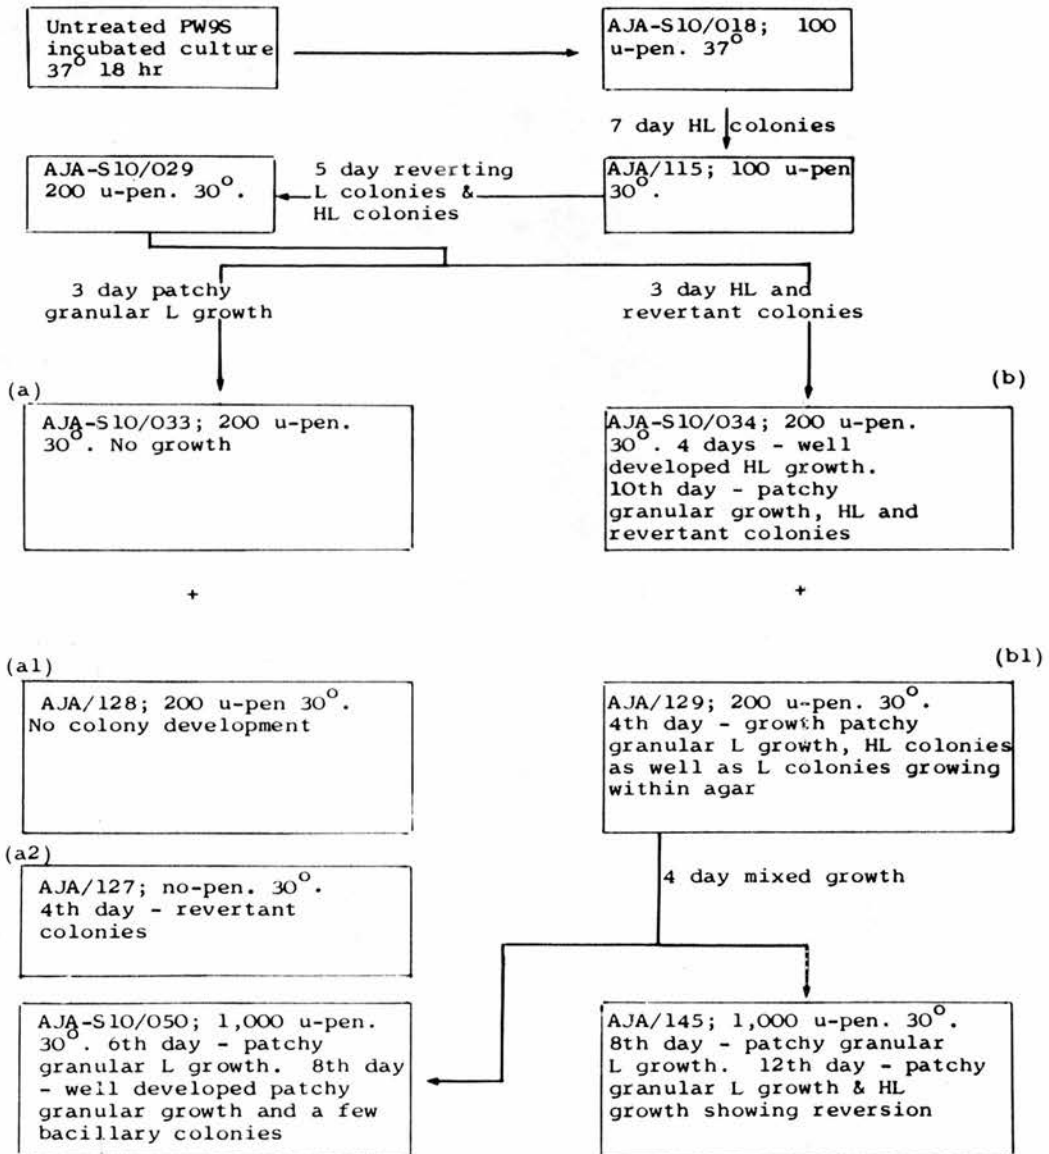 Untreated PW9S
incubated culture
37° 18 hr
AJA-S10/018; 100
u-pen. 37°
7 day HL colonies
AJA-S10/029
200 u-pen. 30°.
5 day reverting
L colonies &
HL colonies
AJA/115; 100 u-pen
30°.
3 day patchy
granular L growth
3 day HL and
revertant colonies
(a)
(b)
AJA-S10/033; 200 u-pen.
30°. No growth
AJA-S10/034; 200 u-pen.
30°. 4 days - well
developed HL growth.
10th day - patchy
granular growth, HL and
revertant colonies
+
+
(a1)
(b1)
AJA/128; 200 u-pen 30°.
No colony development
AJA/129; 200 u-pen. 30°.
4th day - growth patchy
granular L growth, HL colonies
as well as L colonies growing
within agar
(a2)
AJA/127; no-pen. 30°.
4th day - revertant
colonies
4 day mixed growth
AJA-S10/050; 1,000 u-pen.
30°. 6th day - patchy
granular L growth. 8th day
- well developed patchy
granular growth and a few
bacillary colonies
AJA/145; 1,000 u-pen. 30°.
8th day - patchy granular
L growth. 12th day - patchy
granular L growth & HL
growth showing reversion